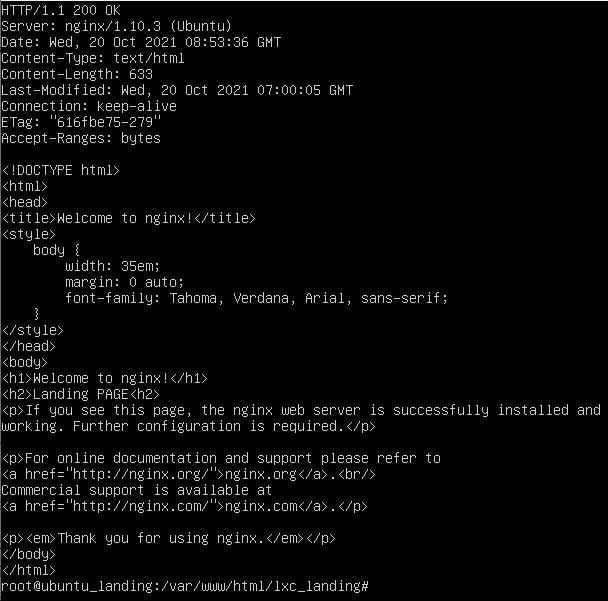 HTTP/1.1 200 OK
Server: nginx/1.10.3 (Ubuntu)
Date: Wed, 20 Oct 2021 08:53:36 GMT
Content-Type: text/html
Content-Length: 633
Last-Modified: Wed, 20 Oct 2021 07:00:05 GMT
Connection: keep-alive
ETag: "616fbe75-279"
Accept-Ranges: bytes

<!DOCTYPE html>
<html>
<head>
<title>Welcome to nginx!</title>
<style>
    body {
        width: 35em;
        margin: 0 auto;
        font-family: Tahoma, Verdana, Arial, sans-serif;
    }
</style>
</head>
<body>
<h1>Welcome to nginx!</h1>
<h2>Landing PAGE<h2>
<p>If you see this page, the nginx web server is successfully installed and
working. Further configuration is required.</p>

<p>For online documentation and support please refer to
<a href="http://nginx.org/">nginx.org</a>.<br/>
Commercial support is available at
<a href="http://nginx.com/">nginx.com</a>.</p>

<p><em>Thank you for using nginx.</em></p>
</body>
</html>
root@ubuntu_landing:/var/www/html/lxc_landing#